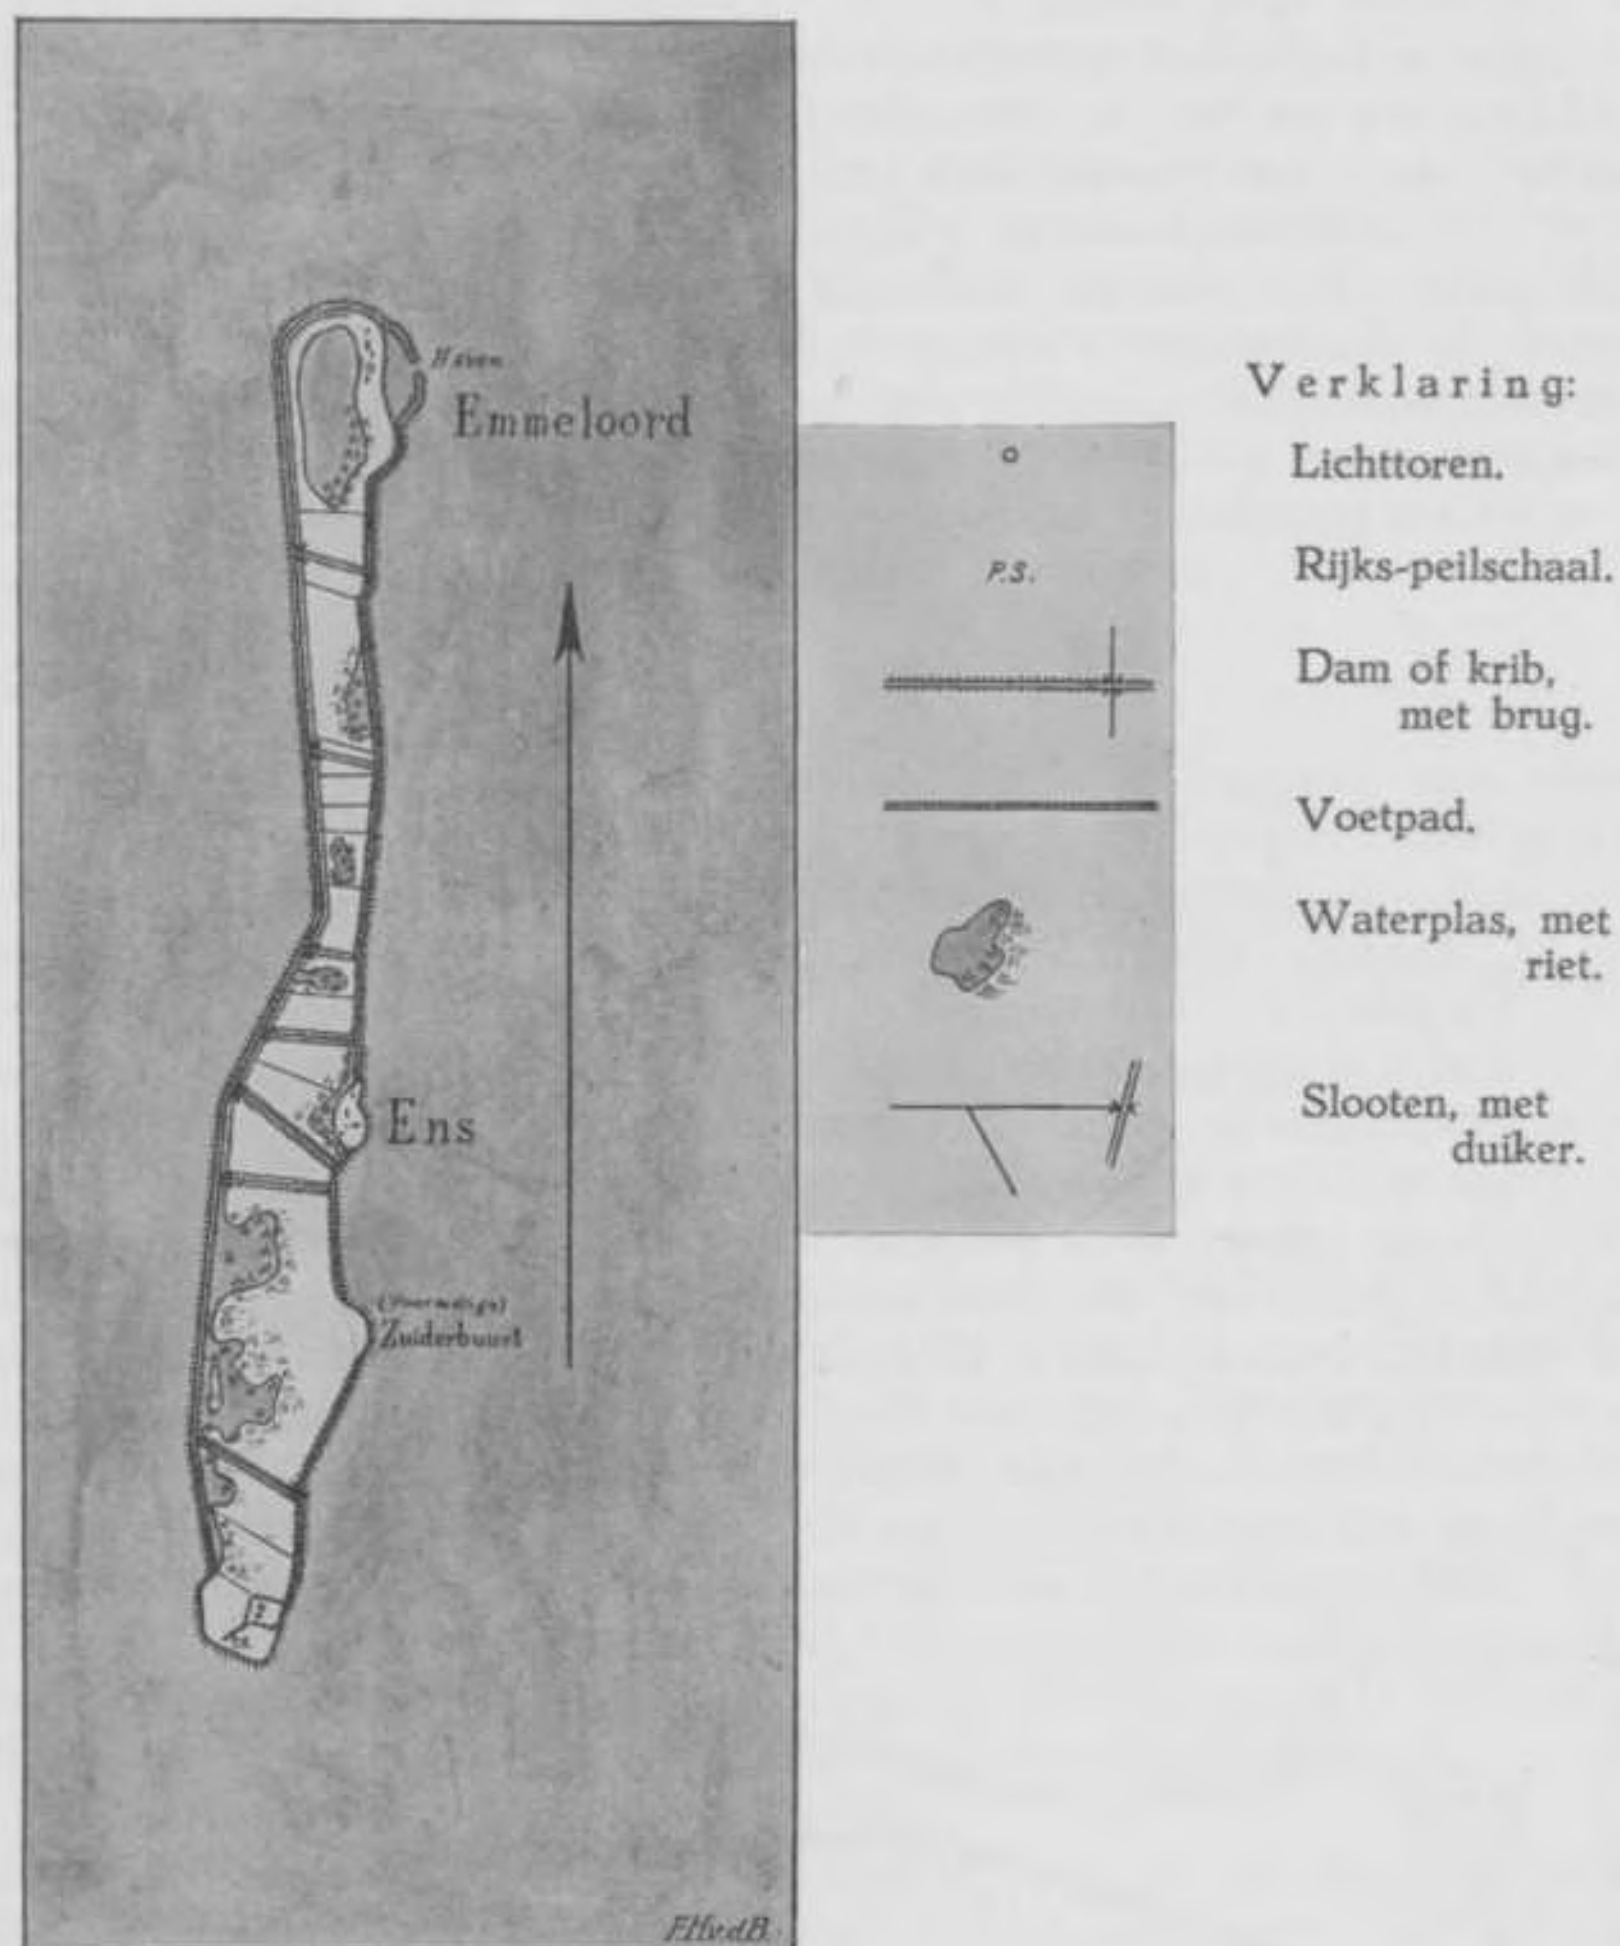 Haven
Emmeloord
Ens
(Voormalige)
Zuiderbuurt
F.H.v.d.B.
Verklaring:
Lichttoren.
P.S.
Rijks-peilschaal.
Dam of krib,
met brug.
Voetpad.
Waterplas, met
riet.
Slooten, met
duiker.